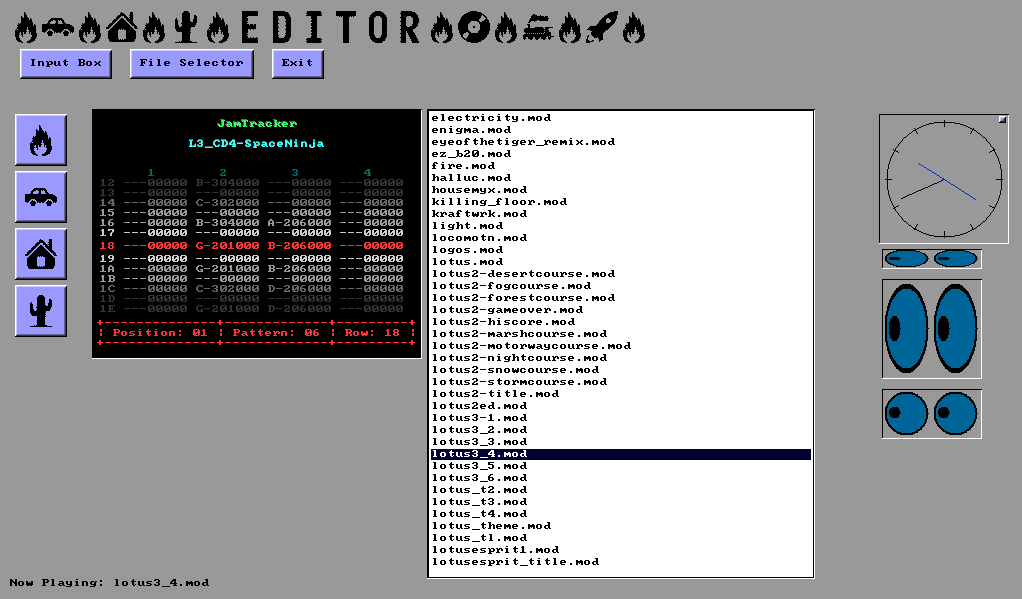 EDITOR
Input Box
File Selector
Exit
JamTracker
L3_CD4-SpaceNinja
1 2 3 4
12 ---00000 B-304000 ---00000 ---00000
13 ---00000 ---00000 ---00000 ---00000
14 ---00000 C-302000 ---00000 ---00000
15 ---00000 ---00000 ---00000 ---00000
16 ---00000 B-304000 A-206000 ---00000
17 ---00000 ---00000 ---00000 ---00000
18 ---00000 G-201000 B-206000 ---00000
19 ---00000 ---00000 ---00000 ---00000
1A ---00000 G-201000 B-206000 ---00000
1B ---00000 ---00000 ---00000 ---00000
1C ---00000 C-302000 D-206000 ---00000
1D ---00000 ---00000 ---00000 ---00000
1E ---00000 G-201000 D-206000 ---00000
+--------------+-------------+---------+
¦ Position: 01 ¦ Pattern: 06 ¦ Row: 18 ¦
+--------------+-------------+---------+
electricity.mod
enigma.mod
eyeofthetiger_remix.mod
ez_b20.mod
fire.mod
halluc.mod
housemyx.mod
killing_floor.mod
kraftwrk.mod
light.mod
locomotn.mod
logos.mod
lotus.mod
lotus2-desertcourse.mod
lotus2-fogcourse.mod
lotus2-forestcourse.mod
lotus2-gameover.mod
lotus2-hiscore.mod
lotus2-marshcourse.mod
lotus2-motorwaycourse.mod
lotus2-nightcourse.mod
lotus2-snowcourse.mod
lotus2-stormcourse.mod
lotus2-title.mod
lotus2ed.mod
lotus3-1.mod
lotus3_2.mod
lotus3_3.mod
lotus3_4.mod
lotus3_5.mod
lotus3_6.mod
lotus_t2.mod
lotus_t3.mod
lotus_t4.mod
lotus_theme.mod
lotus_tl.mod
lotusesprit1.mod
lotusesprit_title.mod
Now Playing: lotus3_4.mod